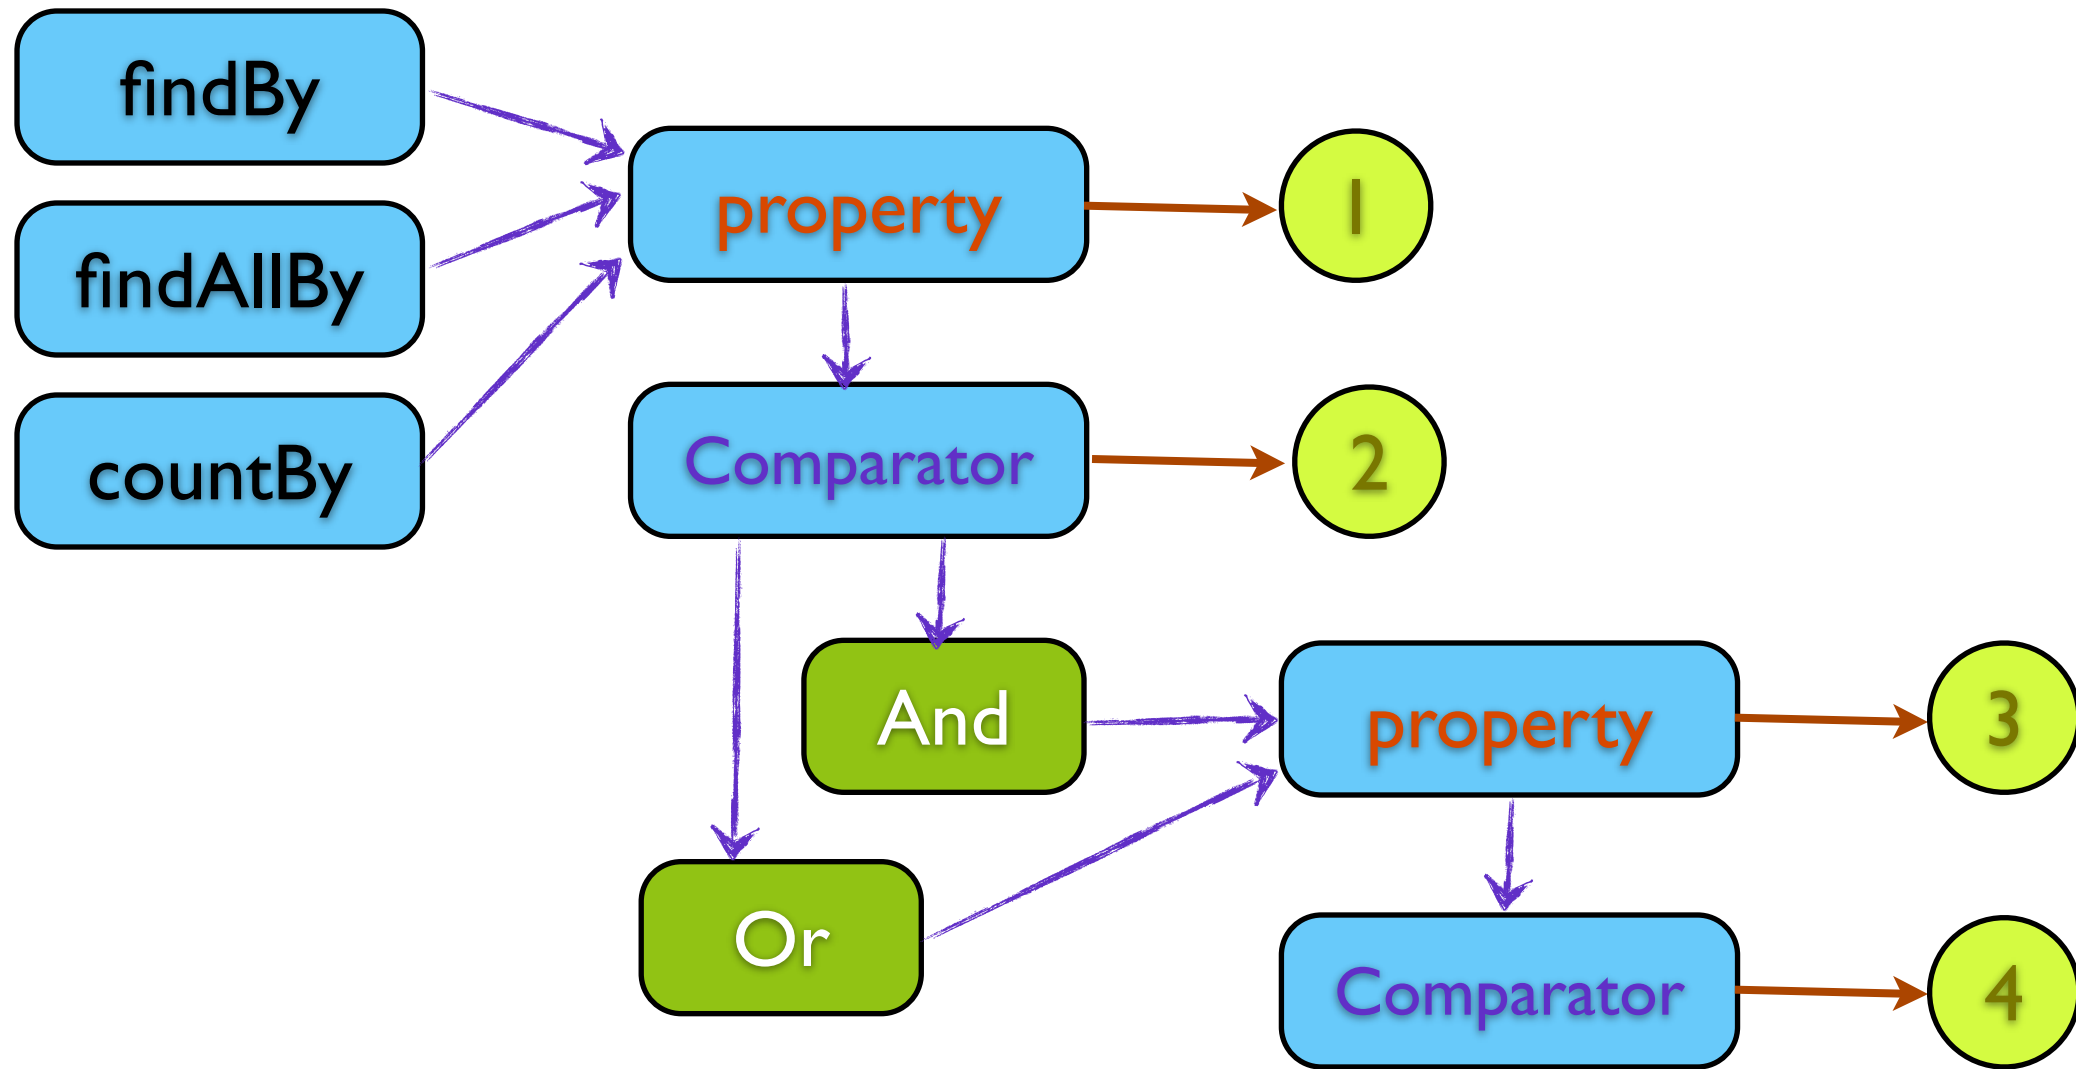 findBy
findAllBy
countBy
property
1
Comparator
2
And
Or
property
3
Comparator
4